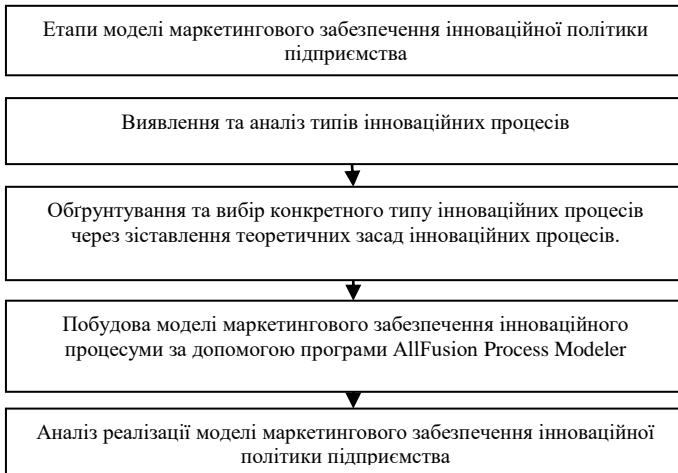 Етапи моделі маркетингового забезпечення інноваційної політики
підприємства
Виявлення та аналіз типів інноваційних процесів
Обґрунтування та вибір конкретного типу інноваційних процесів
через зіставлення теоретичних засад інноваційних процесів.
Побудова моделі маркетингового забезпечення інноваційного
процесуми за допомогою програми AllFusion Process Modeler
Аналіз реалізації моделі маркетингового забезпечення інноваційної
політики підприємства